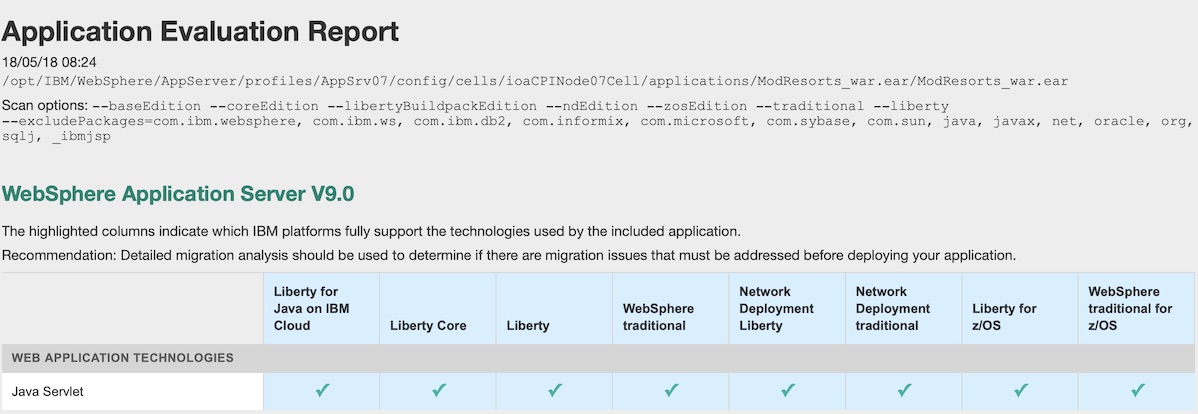 Application Evaluation Report
18/05/18 08:24
/opt/IBM/WebSphere/AppServer/profiles/AppSrv07/config/cells/ioaCPINode07Cell/applications/ModResorts_war.ear/ModResorts_war.ear
Scan options: --baseEdition --coreEdition --libertyBuildpackEdition --ndEdition --zosEdition --traditional --liberty
--excludePackages=com.ibm.websphere, com.ibm.ws, com.ibm.db2, com.informix, com.microsoft, com.sybase, com.sun, java, javax, net, oracle, org,
sqlj, _ibmjsp
WebSphere Application Server V9.0
The highlighted columns indicate which IBM platforms fully support the technologies used by the included application.
Recommendation: Detailed migration analysis should be used to determine if there are migration issues that must be addressed before deploying your application.
Liberty for
Java on IBM
Cloud
Liberty Core
Liberty
WebSphere
traditional
Network
Deployment
Liberty
Network
Deployment
traditional
Liberty for
z/OS
WebSphere
traditional for
z/OS
WEB APPLICATION TECHNOLOGIES
Java Servlet ✓ ✓ ✓ ✓ ✓ ✓ ✓ ✓